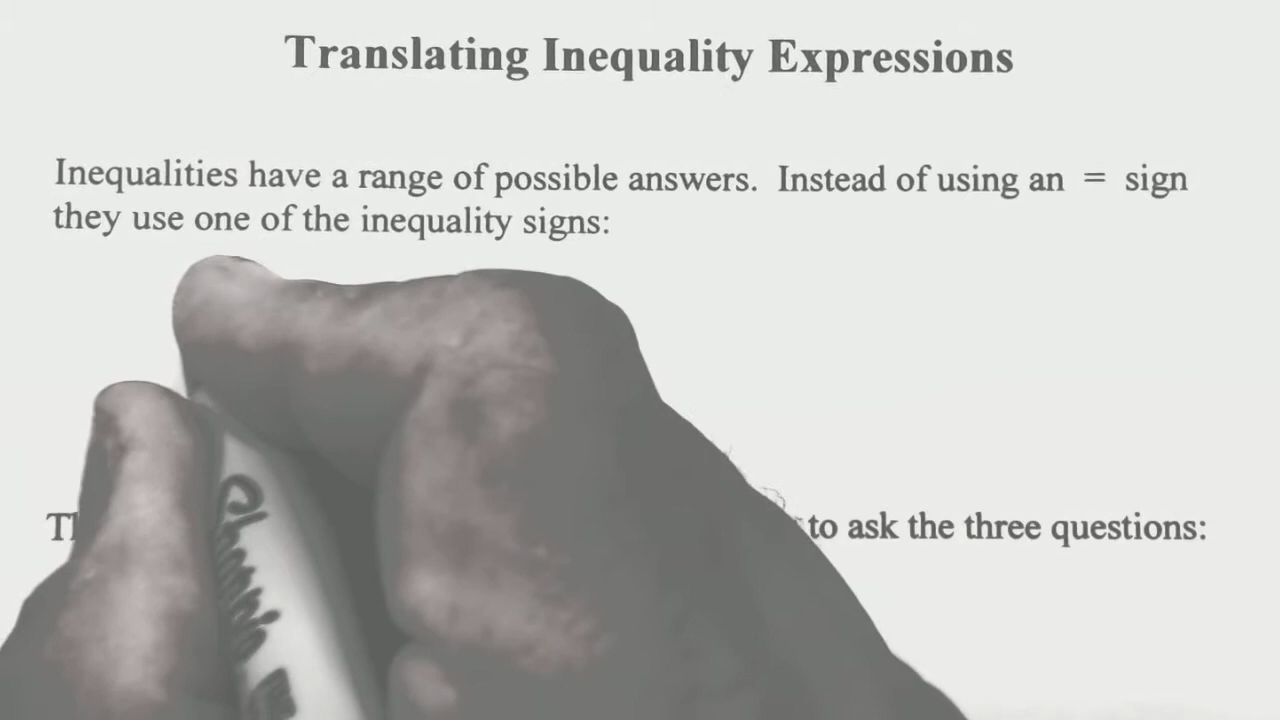 Translating Inequality Expressions
Inequalities have a range of possible answers. Instead of using an = sign
they use one of the inequality signs:
to ask the three questions:
Sharpie